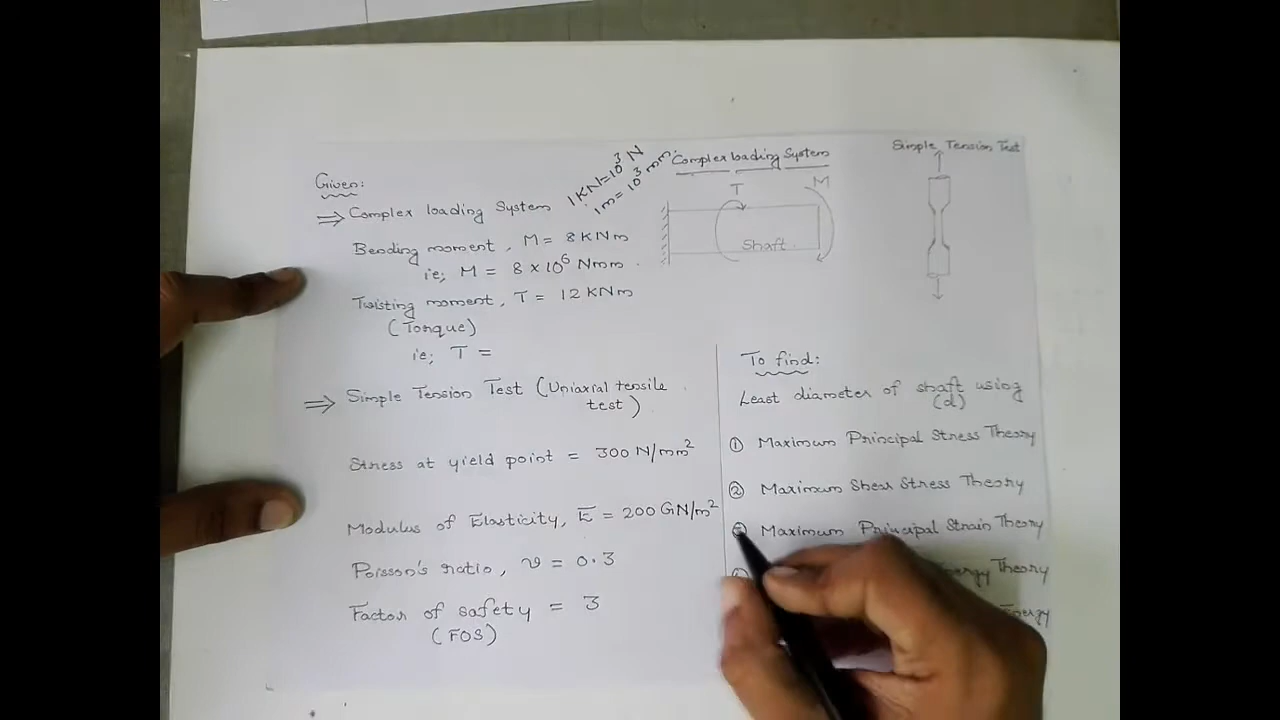 Given:
⇒ Complex loading System
1KN=10³ N
1m = 10³ mm.
Bending moment, M = 8KNm
ie; M = 8 × 10⁶ Nmm.
Twisting moment, T = 12 KNm
(Torque)
ie; T =
⇒ Simple Tension Test (Uniaxial tensile
test)
Stress at yield point = 300 N/mm²
Modulus of Elasticity, E = 200 GN/m²
Poisson's ratio, ν = 0.3
Factor of safety = 3
(FOS)
Complex loading System
T
M
Shaft
Simple Tension Test
To find:
Least diameter of shaft using
(d)
① Maximum Principal Stress Theory
② Maximum Shear Stress Theory
③ Maximum Principal Strain Theory
Energy Theory